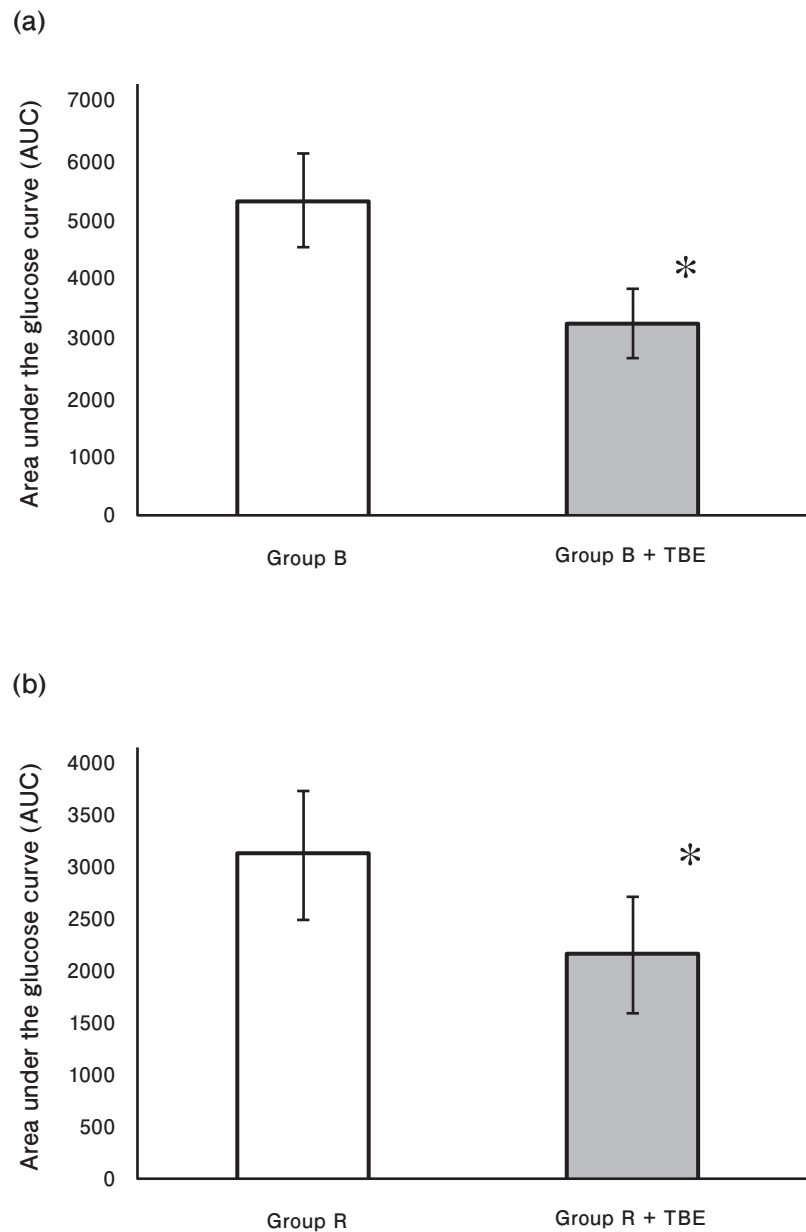 (a)
Area under the glucose curve (AUC)
7000
6000
5000
4000
3000
2000
1000
0
*
Group B
Group B + TBE
(b)
Area under the glucose curve (AUC)
4000
3500
3000
2500
2000
1500
1000
500
0
*
Group R
Group R + TBE